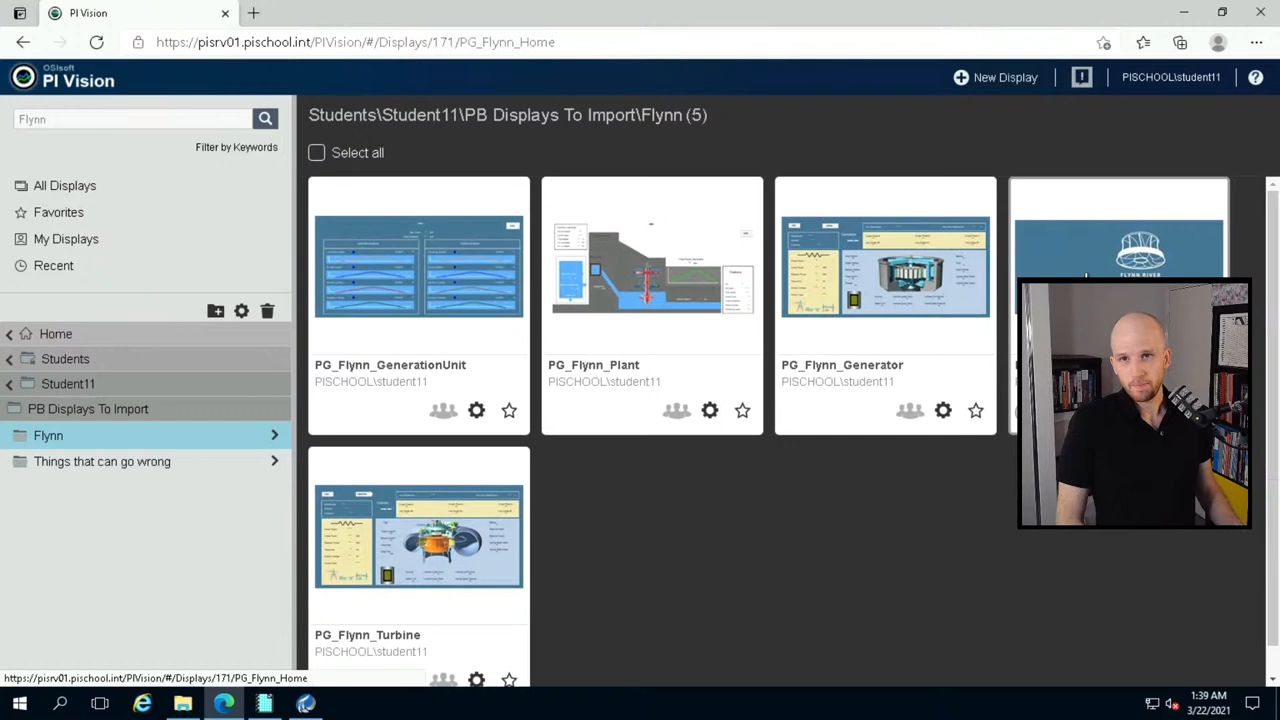 PI Vision
https://pisrv01.pischool.int/PIVision/#/Displays/171/PG_Flynn_Home
OSIsoft
PI Vision
New Display
PISCHOOL\student11
Flynn
Filter by Keywords
All Displays
Favorites
My Displays
Recent
Home
Students
Student11
PB Displays To Import
Flynn
Things that can go wrong
Students\Student11\PB Displays To Import\Flynn (5)
Select all
FLYNN RIVER
PG_Flynn_GenerationUnit
PISCHOOL\student11
PG_Flynn_Plant
PISCHOOL\student11
PG_Flynn_Generator
PISCHOOL\student11
PG_Flynn_Turbine
PISCHOOL\student11
https://pisrv01.pischool.int/PIVision/#/Displays/171/PG_Flynn_Home
1:39 AM
3/22/2021